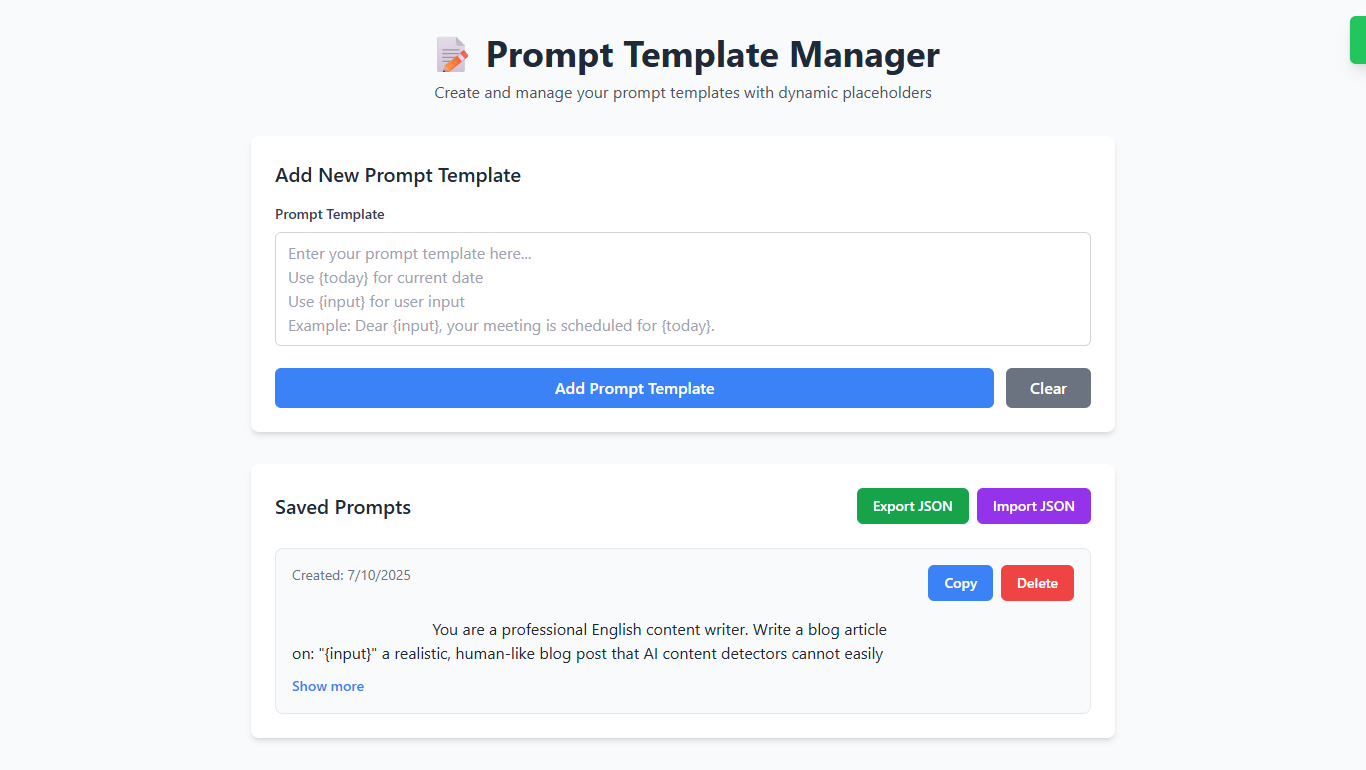 Prompt Template Manager
Create and manage your prompt templates with dynamic placeholders
Add New Prompt Template
Prompt Template
Enter your prompt template here...
Use {today} for current date
Use {input} for user input
Example: Dear {input}, your meeting is scheduled for {today}.
Add Prompt Template
Clear
Saved Prompts
Export JSON
Import JSON
Created: 7/10/2025
Copy
Delete
You are a professional English content writer. Write a blog article
on: "{input}" a realistic, human-like blog post that AI content detectors cannot easily
Show more